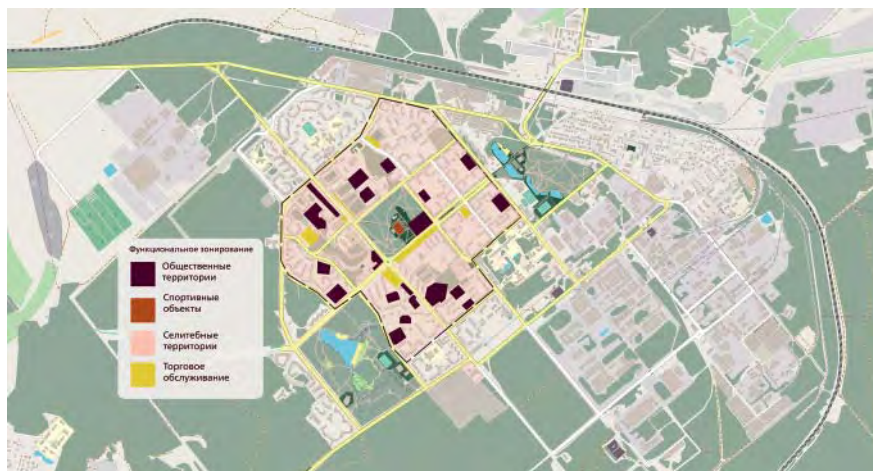 Функциональное зонирование
Общественные
территории
Спортивные
объекты
Селитебные
территории
Торговое
обслуживание